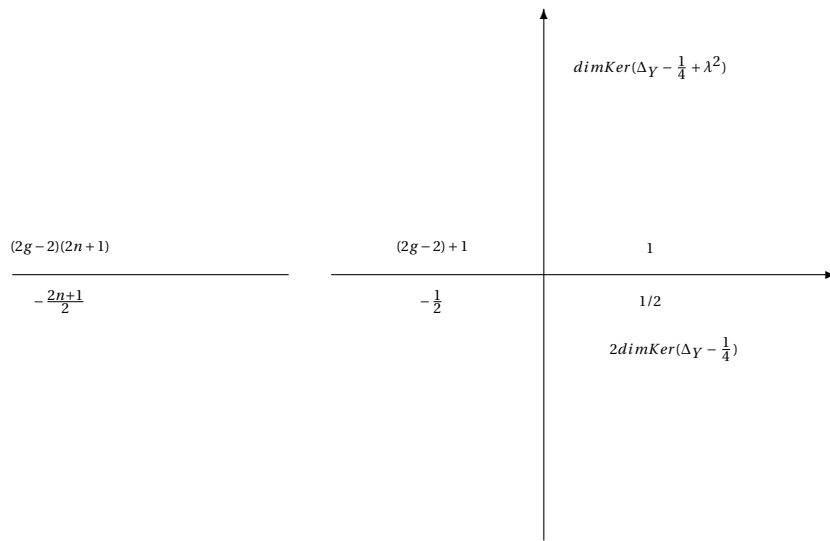 dimKer(Δ_Y − 1/4 + λ²)
(2g−2)(2n+1) (2g−2)+1 1
−(2n+1)/2 −1/2 1/2
2dimKer(Δ_Y − 1/4)